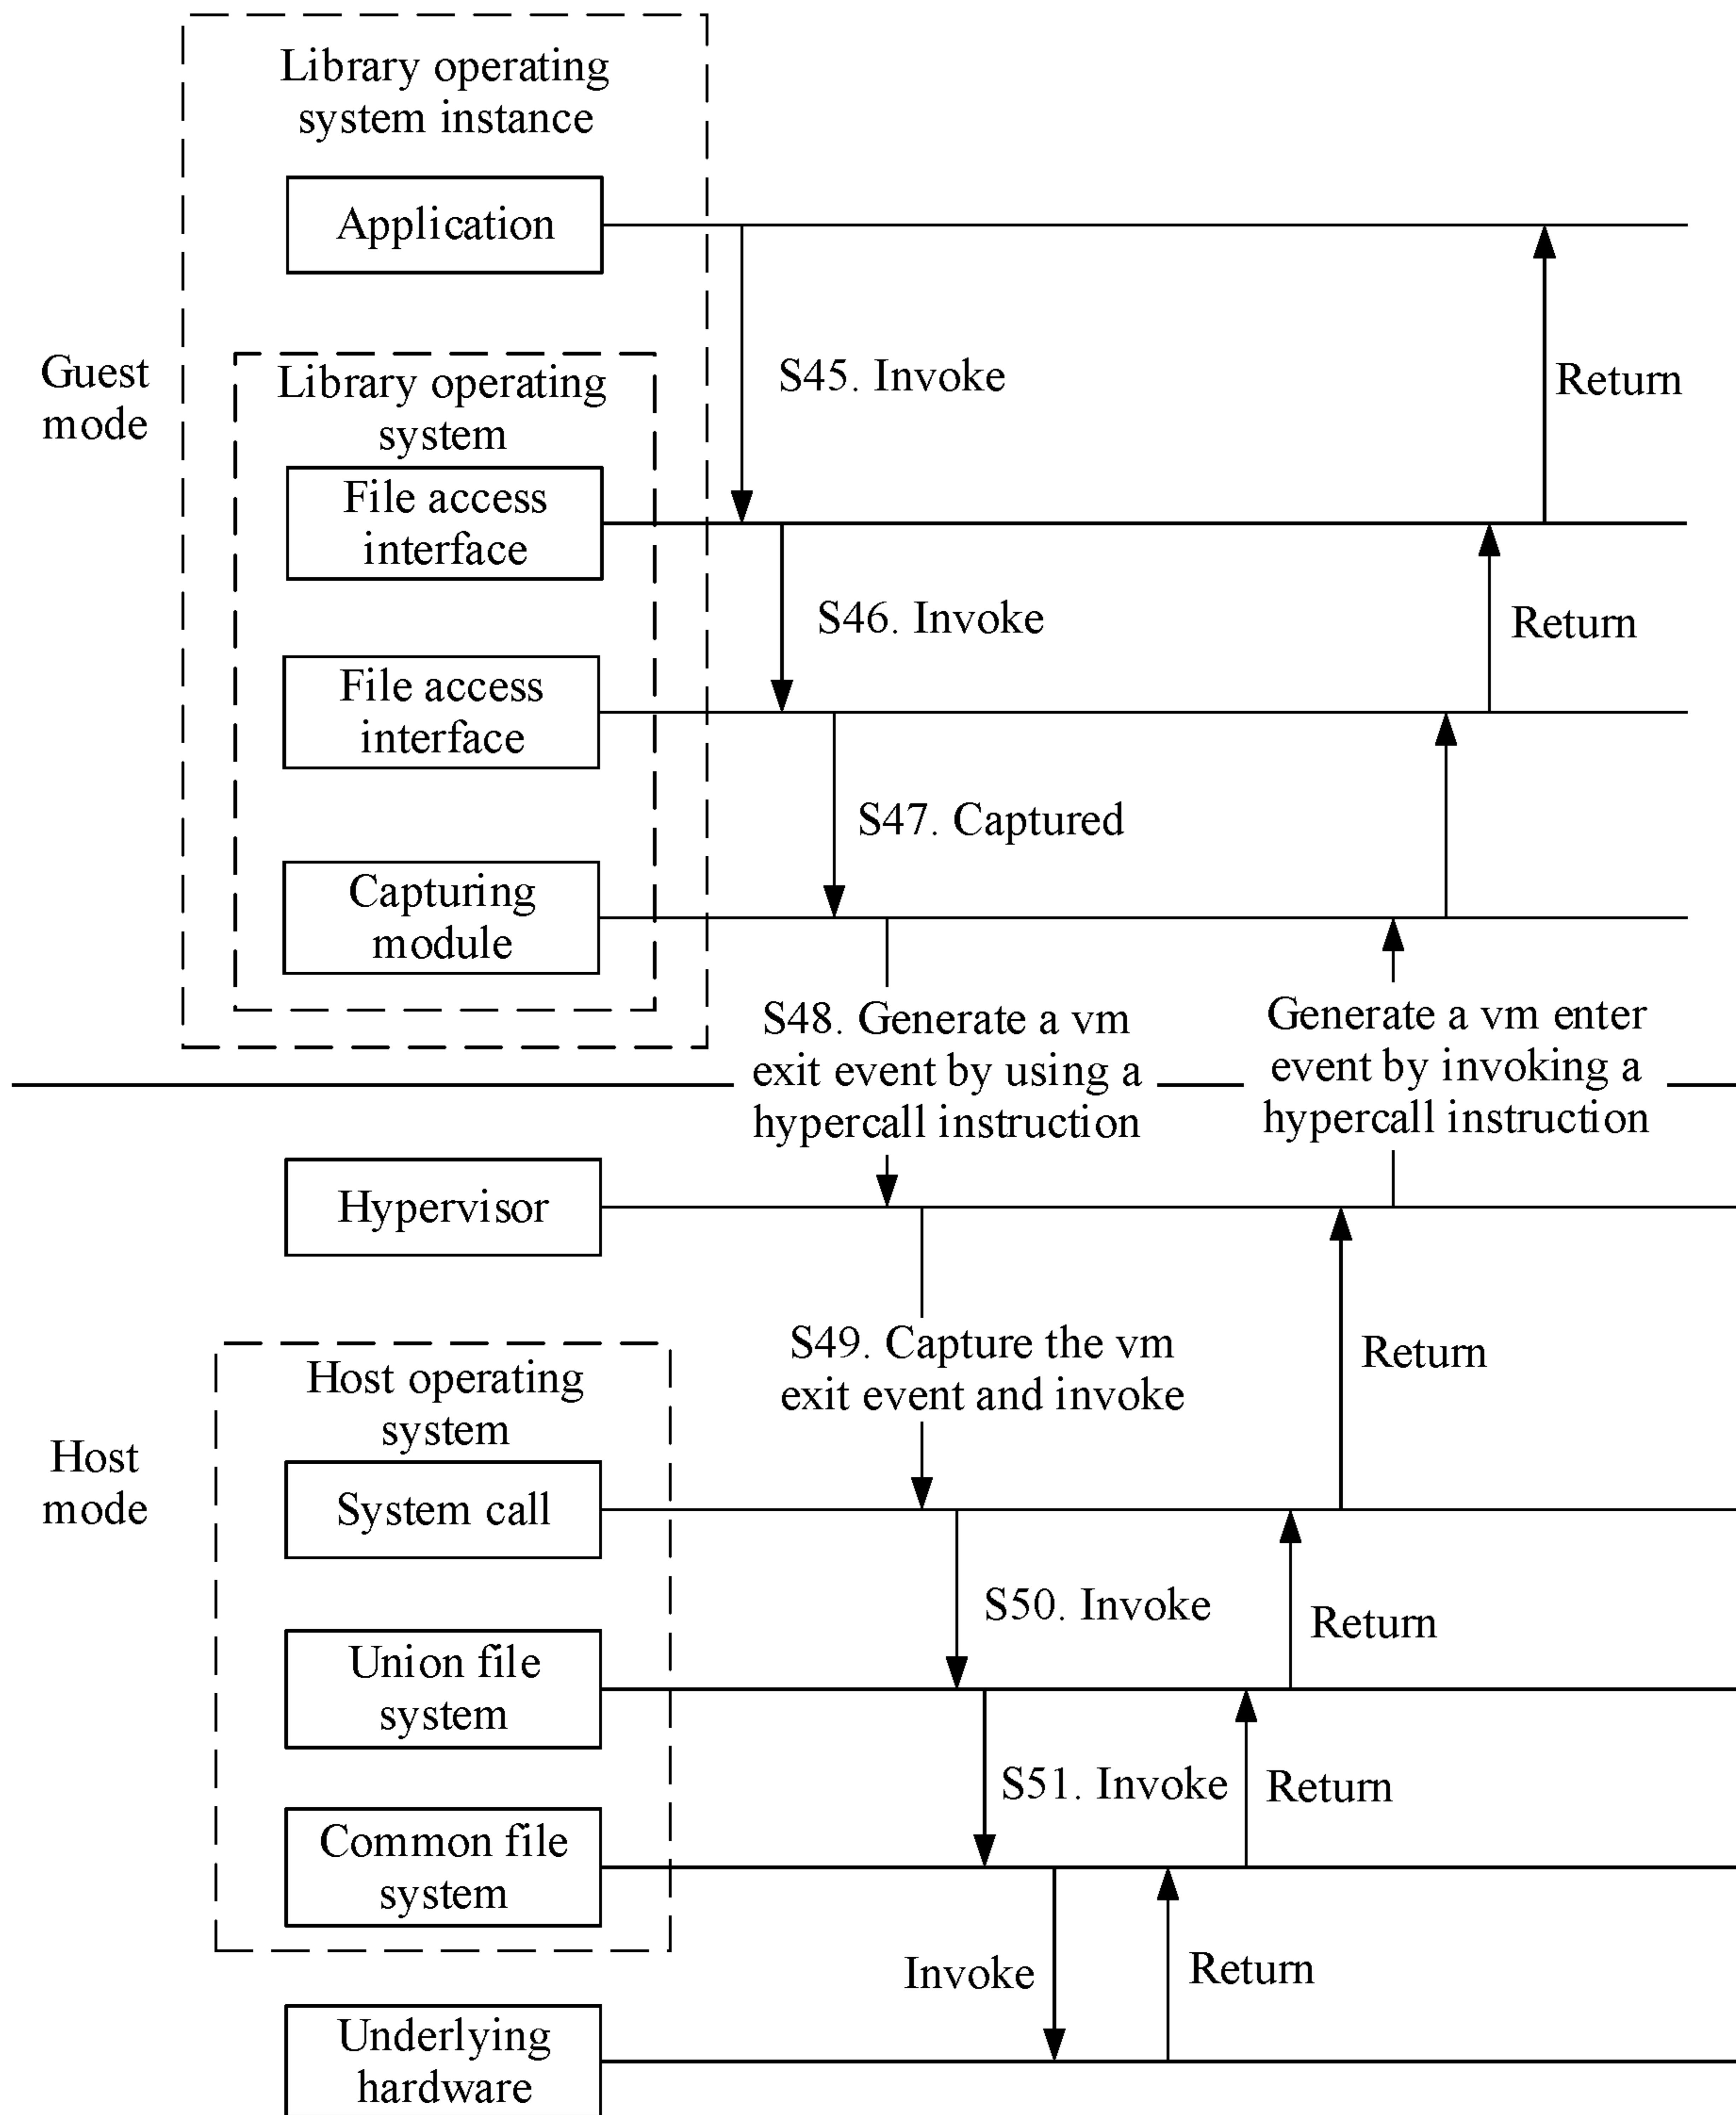 Library operating
system instance
Application
Guest
mode
Library operating
system
S45. Invoke
Return
File access
interface
S46. Invoke
Return
File access
interface
S47. Captured
Capturing
module
S48. Generate a vm
exit event by using a
hypercall instruction
Generate a vm enter
event by invoking a
hypercall instruction
Hypervisor
S49. Capture the vm
exit event and invoke
Return
Host operating
system
Host
mode
System call
S50. Invoke
Return
Union file
system
S51. Invoke
Return
Common file
system
Invoke
Return
Underlying
hardware